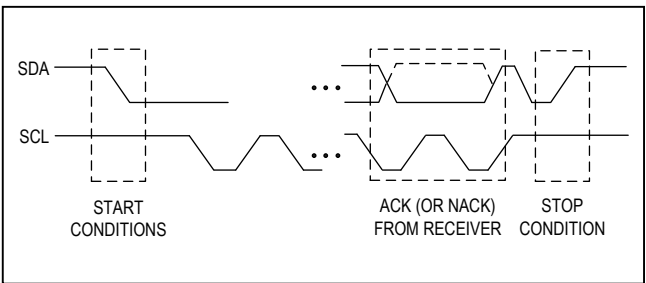 SDA
SCL
START
CONDITIONS
ACK (OR NACK)
FROM RECEIVER
STOP
CONDITION